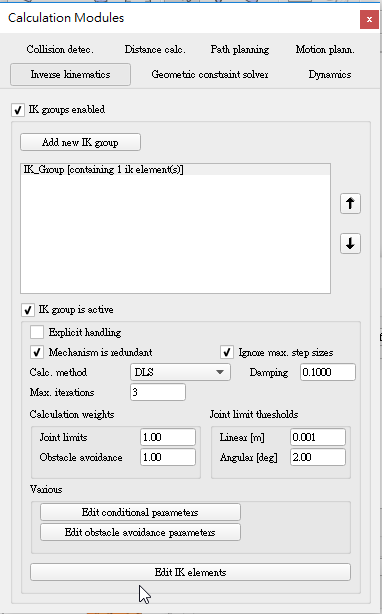 Calculation Modules
x
Collision detec. Distance calc. Path planning Motion plann.
Inverse kinematics Geometric constraint solver Dynamics
IK groups enabled
Add new IK group
IK_Group [containing 1 ik element(s)]
IK group is active
Explicit handling
Mechanism is redundant Ignore max. step sizes
Calc. method DLS Damping 0.1000
Max. iterations 3
Calculation weights Joint limit thresholds
Joint limits 1.00 Linear [m] 0.001
Obstacle avoidance 1.00 Angular [deg] 2.00
Various
Edit conditional parameters
Edit obstacle avoidance parameters
Edit IK elements